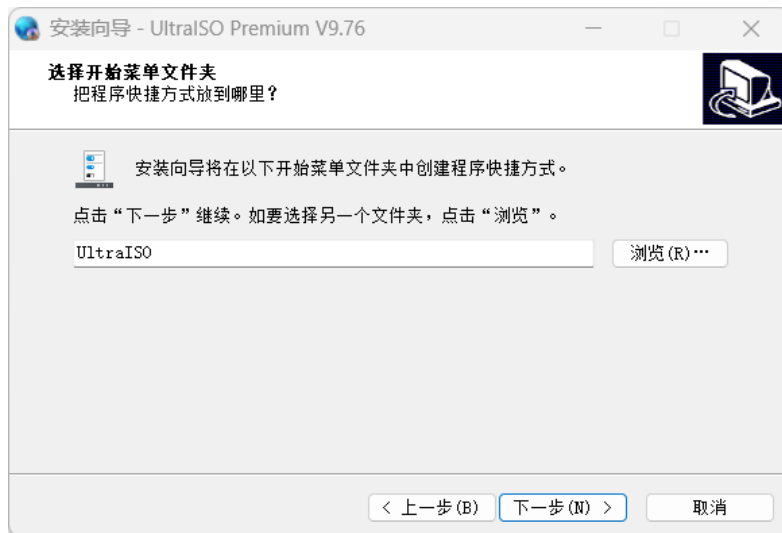 安装向导 - UltraISO Premium V9.76
选择开始菜单文件夹
把程序快捷方式放到哪里？
安装向导将在以下开始菜单文件夹中创建程序快捷方式。
点击“下一步”继续。如要选择另一个文件夹，点击“浏览”。
UltraISO
浏览(R)…
< 上一步(B)
下一步(N) >
取消